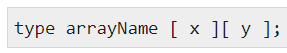 type arrayName [ x ][ y ];